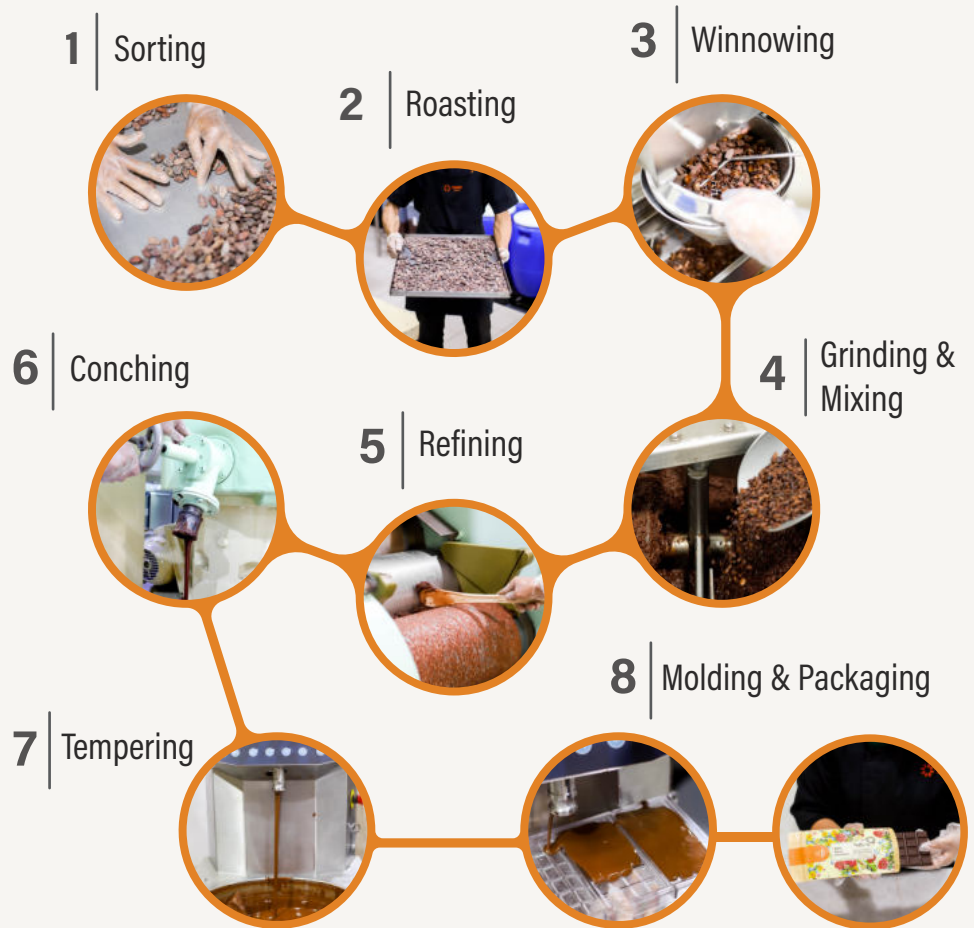 1 Sorting
2 Roasting
3 Winnowing
4 Grinding &
Mixing
5 Refining
6 Conching
7 Tempering
8 Molding & Packaging